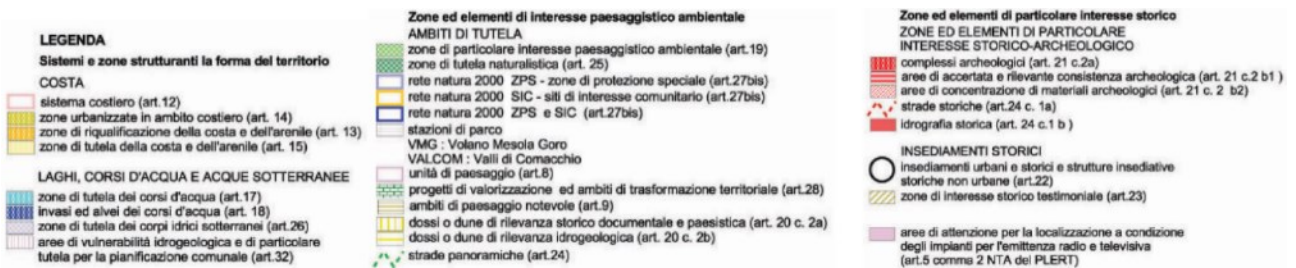 LEGENDA
Sistemi e zone strutturanti la forma del territorio
COSTA
sistema costiero (art.12)
zone urbanizzate in ambito costiero (art. 14)
zone di riqualificazione della costa e dell'arenile (art. 13)
zone di tutela della costa e dell'arenile (art. 15)
LAGHI, CORSI D'ACQUA E ACQUE SOTTERRANEE
zone di tutela dei corsi d'acqua (art.17)
invasi ed alvei dei corsi d'acqua (art. 18)
zone di tutela dei corpi idrici sotterranei (art.26)
aree di vulnerabilità idrogeologica e di particolare
tutela per la pianificazione comunale (art.32)
Zone ed elementi di interesse paesaggistico ambientale
AMBITI DI TUTELA
zone di particolare interesse paesaggistico ambientale (art.19)
zone di tutela naturalistica (art. 25)
rete natura 2000 ZPS - zone di protezione speciale (art.27bis)
rete natura 2000 SIC - siti di interesse comunitario (art.27bis)
rete natura 2000 ZPS e SIC (art.27bis)
stazioni di parco
VMG : Volano Mesola Goro
VALCOM : Valli di Comacchio
unità di paesaggio (art.8)
progetti di valorizzazione ed ambiti di trasformazione territoriale (art.28)
ambiti di paesaggio notevole (art.9)
dossi o dune di rilevanza storico documentale e paesistica (art. 20 c. 2a)
dossi o dune di rilevanza idrogeologica (art. 20 c. 2b)
strade panoramiche (art.24)
Zone ed elementi di particolare interesse storico
ZONE ED ELEMENTI DI PARTICOLARE
INTERESSE STORICO-ARCHEOLOGICO
complessi archeologici (art. 21 c.2a)
aree di accertata e rilevante consistenza archeologica (art. 21 c.2 b1 )
aree di concentrazione di materiali archeologici (art. 21 c. 2 b2)
strade storiche (art.24 c. 1a)
idrografia storica (art. 24 c.1 b )
INSEDIAMENTI STORICI
insediamenti urbani e storici e strutture insediative
storiche non urbane (art.22)
zone di interesse storico testimoniale (art.23)
aree di attenzione per la localizzazione a condizione
degli impianti per l'emittenza radio e televisiva
(art.5 comma 2 NTA del PLERT)